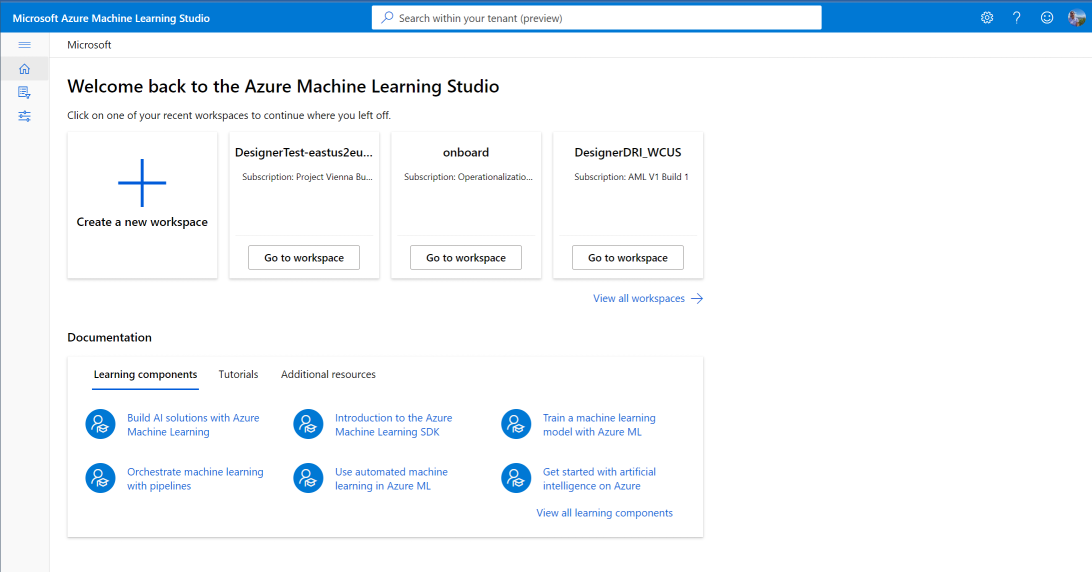 Microsoft Azure Machine Learning Studio
Search within your tenant (preview)
Microsoft
Welcome back to the Azure Machine Learning Studio
Click on one of your recent workspaces to continue where you left off.
Create a new workspace
DesignerTest-eastus2eu...
Subscription: Project Vienna Bu...
Go to workspace
onboard
Subscription: Operationalizatio...
Go to workspace
DesignerDRI_WCUS
Subscription: AML V1 Build 1
Go to workspace
View all workspaces
Documentation
Learning components
Tutorials
Additional resources
Build AI solutions with Azure
Machine Learning
Introduction to the Azure
Machine Learning SDK
Train a machine learning
model with Azure ML
Orchestrate machine learning
with pipelines
Use automated machine
learning in Azure ML
Get started with artificial
intelligence on Azure
View all learning components